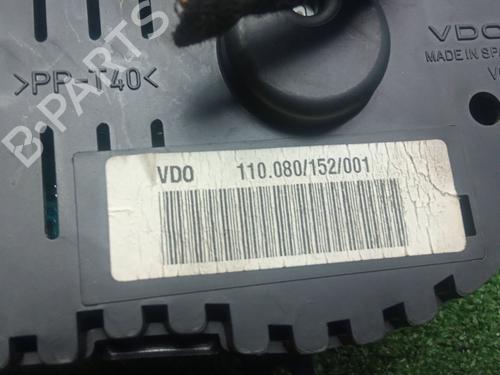 VDO
MADE IN SP
>PP-T40<
B-PARTS
VDO 110.080/152/001